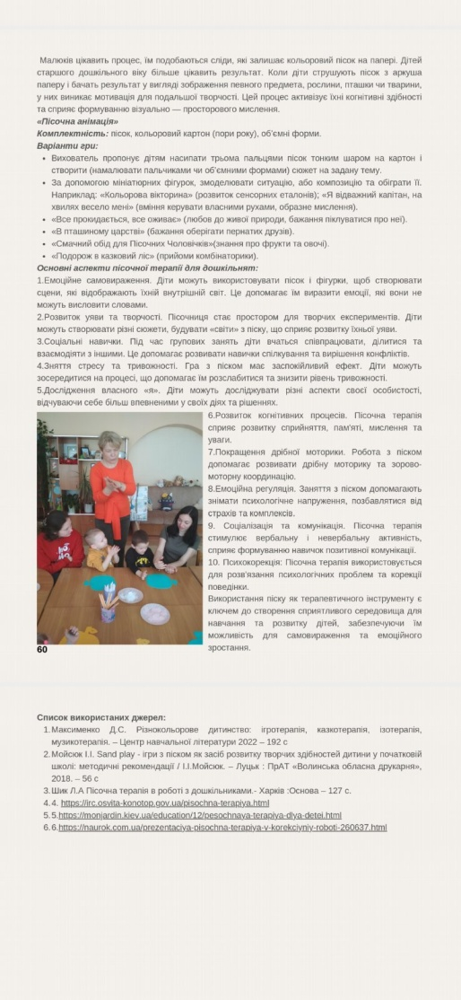 Малюків цікавить процес, їм подобаються сліди, які залишає кольоровий пісок на папері. Дітей
старшого дошкільного віку більше цікавить результат. Коли діти струшують пісок з аркуша
паперу і бачать результат у вигляді зображення певного предмета, рослини, пташки чи тварини,
у них виникає мотивація для подальшої творчості. Цей процес активізує їхні когнітивні здібності
та сприяє формуванню візуально — просторового мислення.
«Пісочна анімація»
Комплектність: пісок, кольоровий картон (пори року), об'ємні форми.
Варіанти гри:
• Вихователь пропонує дітям насипати трьома пальцями пісок тонким шаром на картон і
створити (намалювати пальчиками чи об'ємними формами) сюжет на задану тему.
• За допомогою мініатюрних фігурок, змоделювати ситуацію, або композицію та обіграти її.
Наприклад: «Кольорова вікторина» (розвиток сенсорних еталонів); «Я відважний капітан, на
хвилях весело мені» (вміння керувати власними рухами, образне мислення).
• «Все прокидається, все оживає» (любов до живої природи, бажання піклуватися про неї).
• «В пташиному царстві» (бажання оберігати пернатих друзів).
• «Смачний обід для Пісочних Чоловічків»(знання про фрукти та овочі).
• «Подорож в казковий ліс» (прийоми комбінаторики).
Основні аспекти пісочної терапії для дошкільнят:
1.Емоційне самовираження. Діти можуть використовувати пісок і фігурки, щоб створювати
сцени, які відображають їхній внутрішній світ. Це допомагає їм виразити емоції, які вони не
можуть висловити словами.
2.Розвиток уяви та творчості. Пісочниця стає простором для творчих експериментів. Діти
можуть створювати різні сюжети, будувати «світи» з піску, що сприяє розвитку їхньої уяви.
3.Соціальні навички. Під час групових занять діти вчаться співпрацювати, ділитися та
взаємодіяти з іншими. Це допомагає розвивати навички спілкування та вирішення конфліктів.
4.Зняття стресу та тривожності. Гра з піском має заспокійливий ефект. Діти можуть
зосередитися на процесі, що допомагає їм розслабитися та знизити рівень тривожності.
5.Дослідження власного «я». Діти можуть досліджувати різні аспекти своєї особистості,
відчуваючи себе більш впевненими у своїх діях та рішеннях.
6.Розвиток когнітивних процесів. Пісочна терапія
сприяє розвитку сприйняття, пам'яті, мислення та
уваги.
7.Покращення дрібної моторики. Робота з піском
допомагає розвивати дрібну моторику та зорово-
моторну координацію.
8.Емоційна регуляція. Заняття з піском допомагають
знімати психологічне напруження, позбавлятися від
страхів та комплексів.
9. Соціалізація та комунікація. Пісочна терапія
стимулює вербальну і невербальну активність,
сприяє формуванню навичок позитивної комунікації.
10. Психокорекція: Пісочна терапія використовується
для розв'язання психологічних проблем та корекції
поведінки.
Використання піску як терапевтичного інструменту є
ключем до створення сприятливого середовища для
навчання та розвитку дітей, забезпечуючи їм
можливість для самовираження та емоційного
зростання.
60
Список використаних джерел:
1.Максименко Д.С. Різнокольорове дитинство: ігротерапія, казкотерапія, ізотерапія,
музикотерапія. – Центр навчальної літератури 2022 – 192 с
2.Мойсюк І.І. Sand play - ігри з піском як засіб розвитку творчих здібностей дитини у початковій
школі: методичні рекомендації / І.І.Мойсюк. – Луцьк : ПрАТ «Волинська обласна друкарня»,
2018. – 56 с
3.Шик Л.А Пісочна терапія в роботі з дошкільниками.- Харків :Основа – 127 с.
4.4. https://irc.osvita-konotop.gov.ua/pisochna-terapiya.html
5.5.https://monjardin.kiev.ua/education/12/pesochnaya-terapiya-dlya-detei.html
6.6.https://naurok.com.ua/prezentaciya-pisochna-terapiya-v-korekciyniy-roboti-260637.html